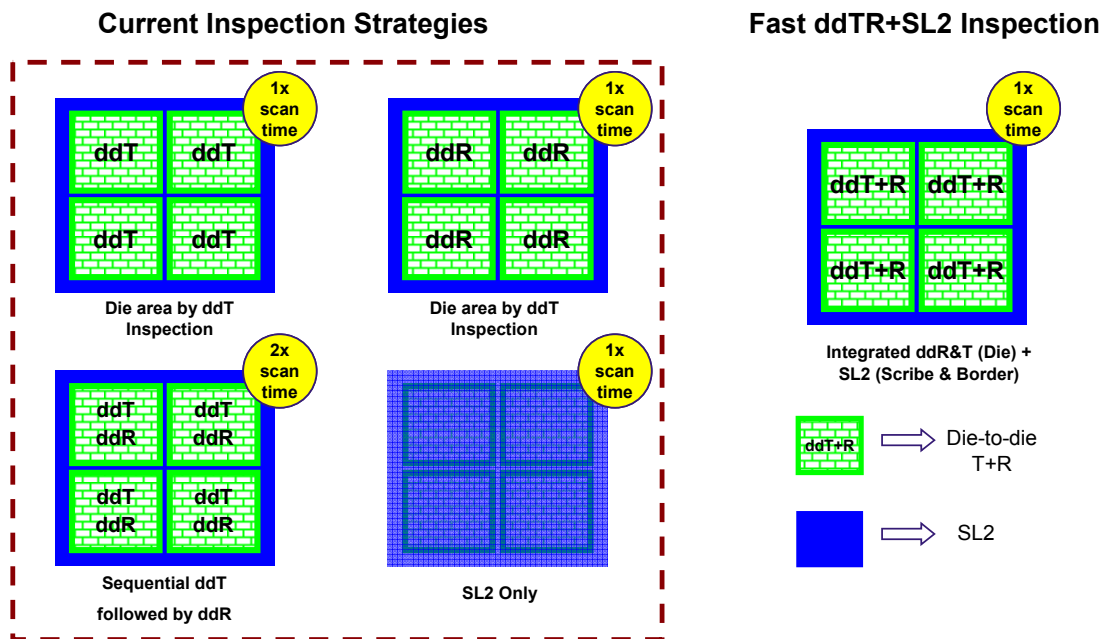 Current Inspection Strategies
Fast ddTR+SL2 Inspection
1x
scan
time
ddT ddT
ddT ddT
Die area by ddT
Inspection
1x
scan
time
ddR ddR
ddR ddR
Die area by ddT
Inspection
2x
scan
time
ddT ddT
ddR ddR
ddT ddT
ddR ddR
Sequential ddT
followed by ddR
1x
scan
time
SL2 Only
1x
scan
time
ddT+R ddT+R
ddT+R ddT+R
Integrated ddR&T (Die) +
SL2 (Scribe & Border)
ddT+R
Die-to-die
T+R
SL2